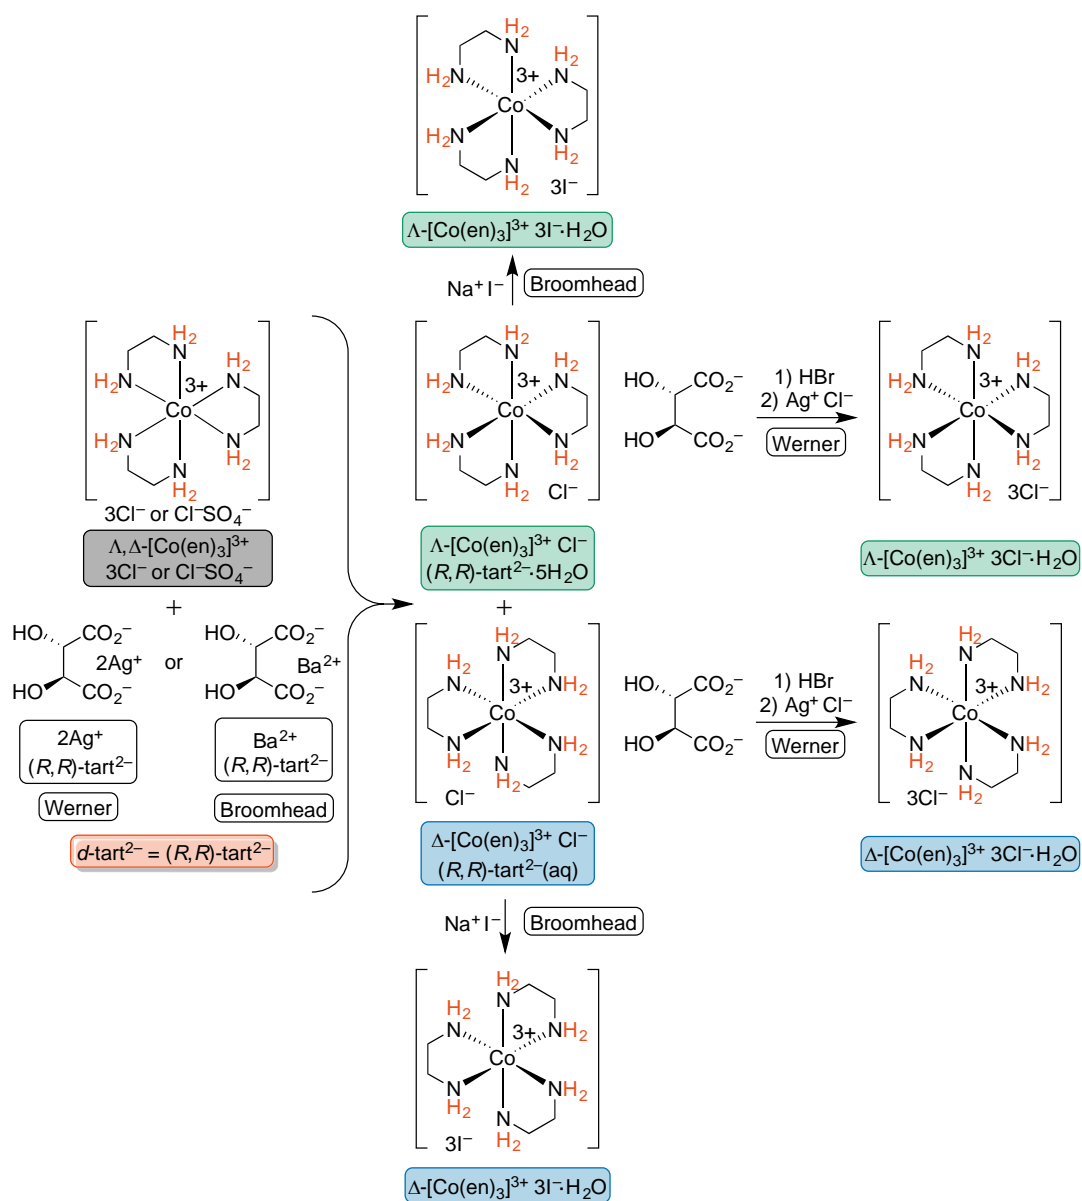 H₂
N
H₂N
3+
N
H₂
Co
H₂
N
N
H₂
N
H₂
3I⁻
Λ-[Co(en)₃]³⁺ 3I⁻·H₂O
Na⁺ I⁻
Broomhead
H₂
N
H₂N
3+
H₂
N
Co
H₂
N
N
H₂
N
H₂
3Cl⁻ or Cl⁻SO₄⁻
Λ,Δ-[Co(en)₃]³⁺
3Cl⁻ or Cl⁻SO₄⁻
+
HO
CO₂⁻
2Ag⁺
HO
CO₂⁻
or
HO
CO₂⁻
Ba²⁺
HO
CO₂⁻
2Ag⁺
(R,R)-tart²⁻
Werner
Ba²⁺
(R,R)-tart²⁻
Broomhead
d-tart²⁻ = (R,R)-tart²⁻
H₂
N
H₂N
3+
H₂
N
Co
H₂
N
N
H₂
N
H₂
Cl⁻
HO
CO₂⁻
HO
CO₂⁻
1) HBr
2) Ag⁺ Cl⁻
Werner
H₂
N
H₂N
3+
H₂
N
Co
H₂
N
N
H₂
N
H₂
3Cl⁻
Λ-[Co(en)₃]³⁺ Cl⁻
(R,R)-tart²⁻·5H₂O
Λ-[Co(en)₃]³⁺ 3Cl⁻·H₂O
+
H₂
N
H₂
N
3+
NH₂
Co
N
H₂
NH₂
N
H₂
Cl⁻
HO
CO₂⁻
HO
CO₂⁻
1) HBr
2) Ag⁺ Cl⁻
Werner
H₂
N
H₂
N
3+
NH₂
Co
N
H₂
NH₂
N
H₂
3Cl⁻
Δ-[Co(en)₃]³⁺ Cl⁻
(R,R)-tart²⁻(aq)
Δ-[Co(en)₃]³⁺ 3Cl⁻·H₂O
Na⁺ I⁻
Broomhead
H₂
N
H₂
N
3+
NH₂
Co
N
H₂
NH₂
N
H₂
3I⁻
Δ-[Co(en)₃]³⁺ 3I⁻·H₂O